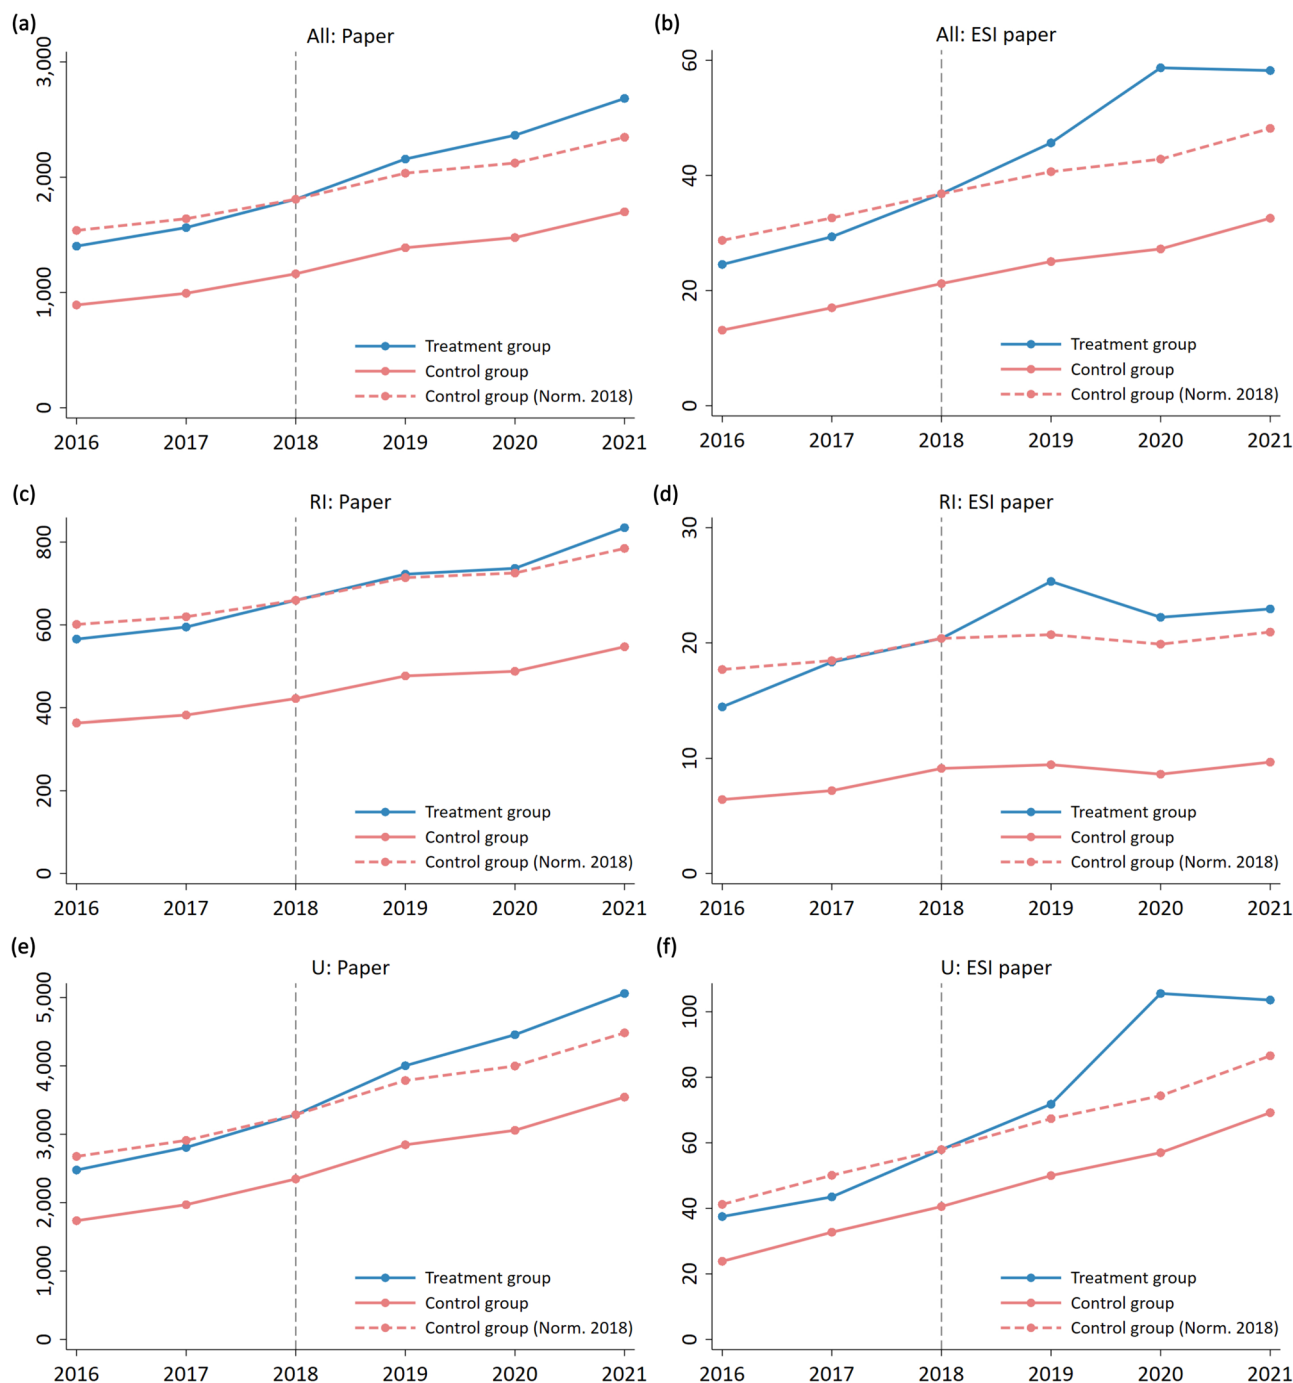 (a)
All: Paper
3,000
2,000
1,000
0
Treatment group
Control group
Control group (Norm. 2018)
2016 2017 2018 2019 2020 2021
(b)
All: ESI paper
60
40
20
0
Treatment group
Control group
Control group (Norm. 2018)
2016 2017 2018 2019 2020 2021
(c)
RI: Paper
800
600
400
200
0
Treatment group
Control group
Control group (Norm. 2018)
2016 2017 2018 2019 2020 2021
(d)
RI: ESI paper
30
20
10
0
Treatment group
Control group
Control group (Norm. 2018)
2016 2017 2018 2019 2020 2021
(e)
U: Paper
5,000
4,000
3,000
2,000
1,000
0
Treatment group
Control group
Control group (Norm. 2018)
2016 2017 2018 2019 2020 2021
(f)
U: ESI paper
100
80
60
40
20
0
Treatment group
Control group
Control group (Norm. 2018)
2016 2017 2018 2019 2020 2021